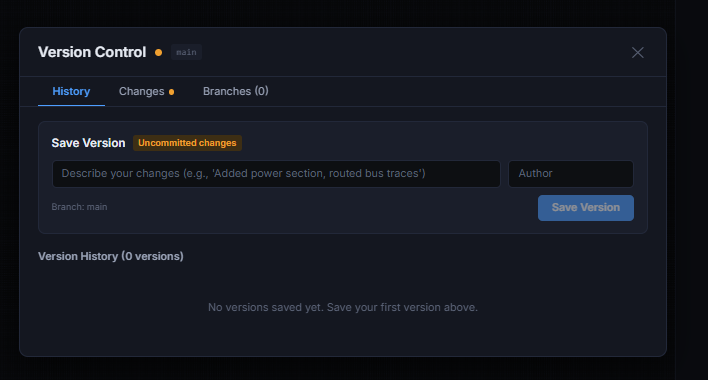 Version Control main
History Changes Branches (0)
Save Version Uncommitted changes
Describe your changes (e.g., 'Added power section, routed bus traces') Author
Branch: main Save Version
Version History (0 versions)
No versions saved yet. Save your first version above.